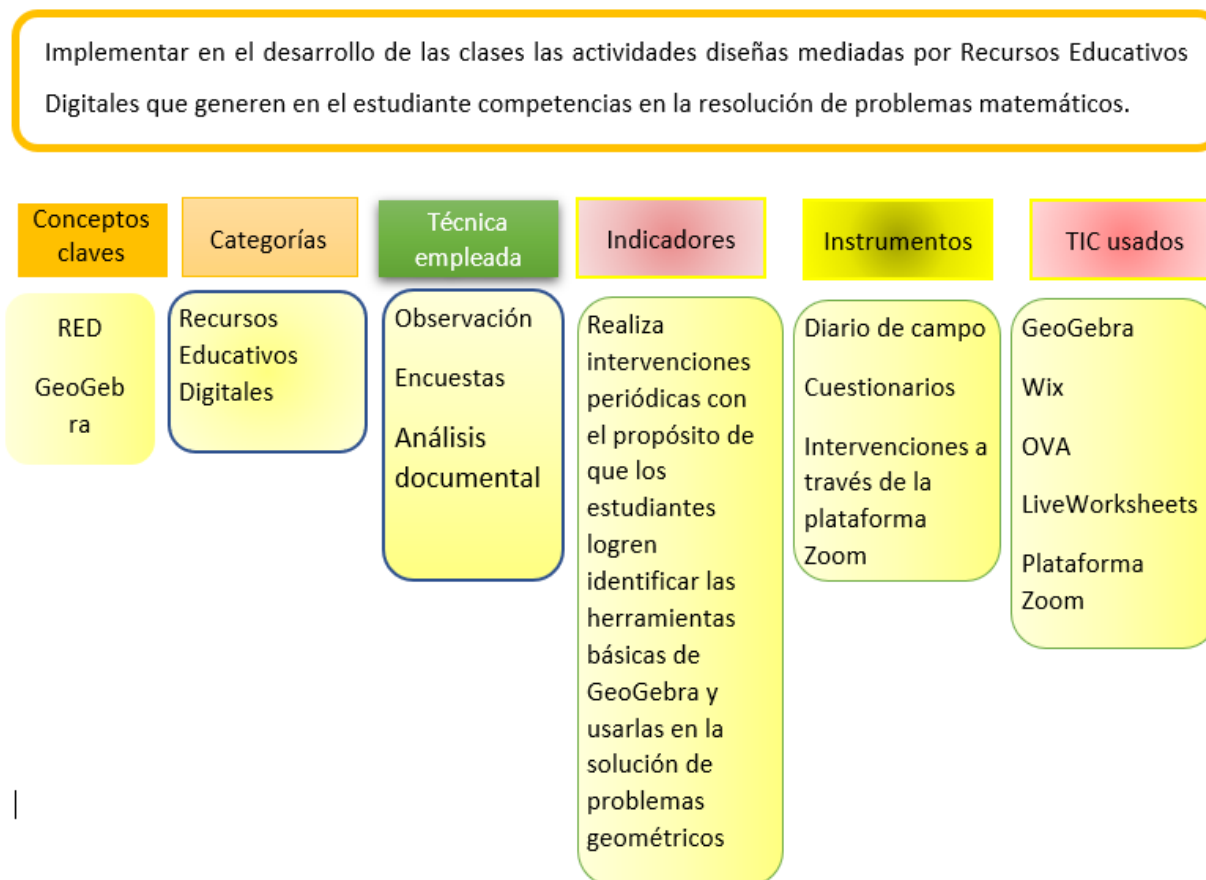 Implementar en el desarrollo de las clases las actividades diseñas mediadas por Recursos Educativos
Digitales que generen en el estudiante competencias en la resolución de problemas matemáticos.
Conceptos
claves
RED
GeoGeb
ra
Categorías
Recursos
Educativos
Digitales
Técnica
empleada
Observación
Encuestas
Análisis
documental
Indicadores
Realiza
intervenciones
periódicas con
el propósito de
que los
estudiantes
logren
identificar las
herramientas
básicas de
GeoGebra y
usarlas en la
solución de
problemas
geométricos
Instrumentos
Diario de campo
Cuestionarios
Intervenciones a
través de la
plataforma
Zoom
TIC usados
GeoGebra
Wix
OVA
LiveWorksheets
Plataforma
Zoom